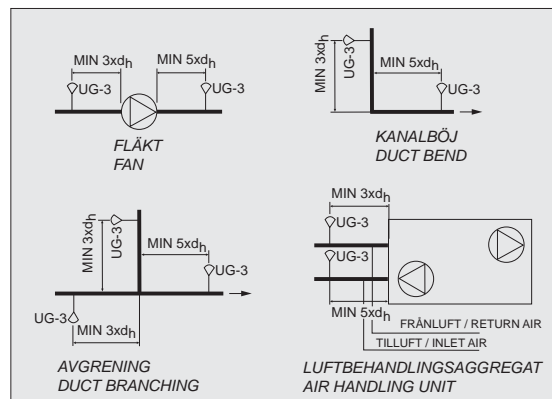 MIN 3xdh
MIN 5xdh
UG-3
UG-3
FLÄKT
FAN
MIN 3xdh
UG-3
MIN 5xdh
UG-3
KANALBÖJ
DUCT BEND
MIN 3xdh
UG-3
MIN 5xdh
UG-3
UG-3
MIN 3xdh
AVGRENING
DUCT BRANCHING
MIN 3xdh
UG-3
UG-3
MIN 5xdh
FRÅNLUFT / RETURN AIR
TILLUFT / INLET AIR
LUFTBEHANDLINGSAGGREGAT
AIR HANDLING UNIT